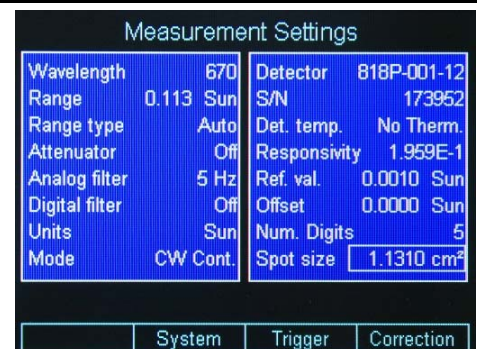 Measurement Settings
Wavelength 670
Range 0.113 Sun
Range type Auto
Attenuator Off
Analog filter 5 Hz
Digital filter Off
Units Sun
Mode CW Cont.
Detector 818P-001-12
S/N 173952
Det. temp. No Therm.
Responsivity 1.959E-1
Ref. val. 0.0010 Sun
Offset 0.0000 Sun
Num. Digits 5
Spot size 1.1310 cm²
System Trigger Correction